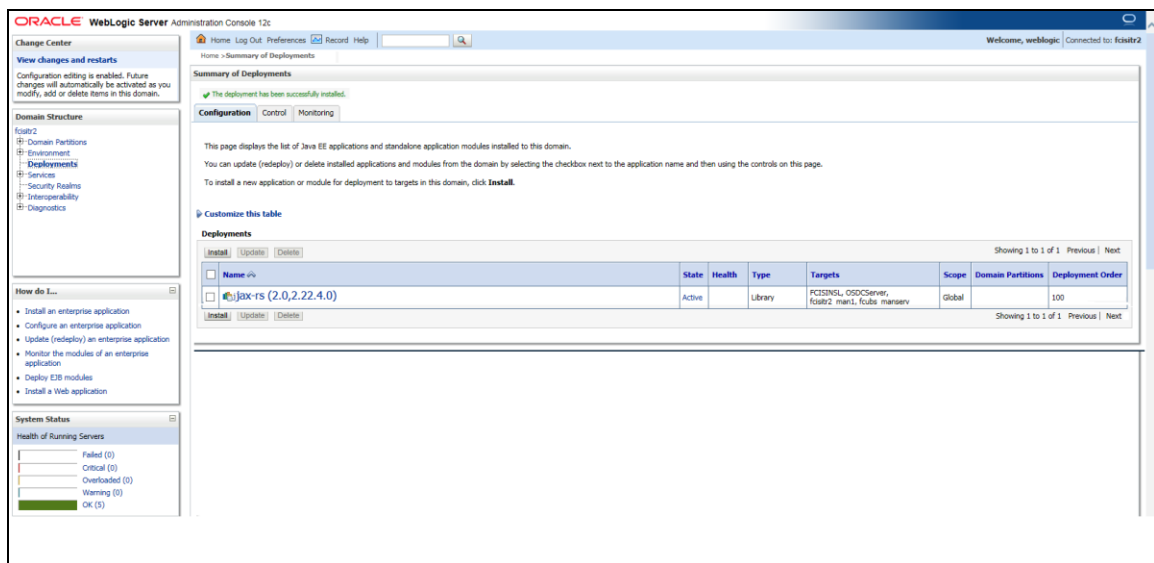 ORACLE WebLogic Server Administration Console 12c
Change Center
View changes and restarts
Configuration editing is enabled. Future
changes will automatically be activated as you
modify, add or delete items in this domain.
Domain Structure
fcisitr2
Domain Partitions
Environment
Deployments
Services
Security Realms
Interoperability
Diagnostics
How do I...
Install an enterprise application
Configure an enterprise application
Update (redeploy) an enterprise application
Monitor the modules of an enterprise
application
Deploy EJB modules
Install a Web application
System Status
Health of Running Servers
Failed (0)
Critical (0)
Overloaded (0)
Warning (0)
OK (5)
Home Log Out Preferences Record Help
Welcome, weblogic Connected to: fcisitr2
Home >Summary of Deployments
Summary of Deployments
The deployment has been successfully installed.
Configuration Control Monitoring
This page displays the list of Java EE applications and standalone application modules installed to this domain.
You can update (redeploy) or delete installed applications and modules from the domain by selecting the checkbox next to the application name and then using the controls on this page.
To install a new application or module for deployment to targets in this domain, click Install.
Customize this table
Deployments
Install Update Delete Showing 1 to 1 of 1 Previous | Next
Name State Health Type Targets Scope Domain Partitions Deployment Order
jax-rs (2.0,2.22.4.0) Active Library FCISINSL, OSDCServer, Global 100
fcisitr2_man1, fcubs_manserv
Install Update Delete Showing 1 to 1 of 1 Previous | Next